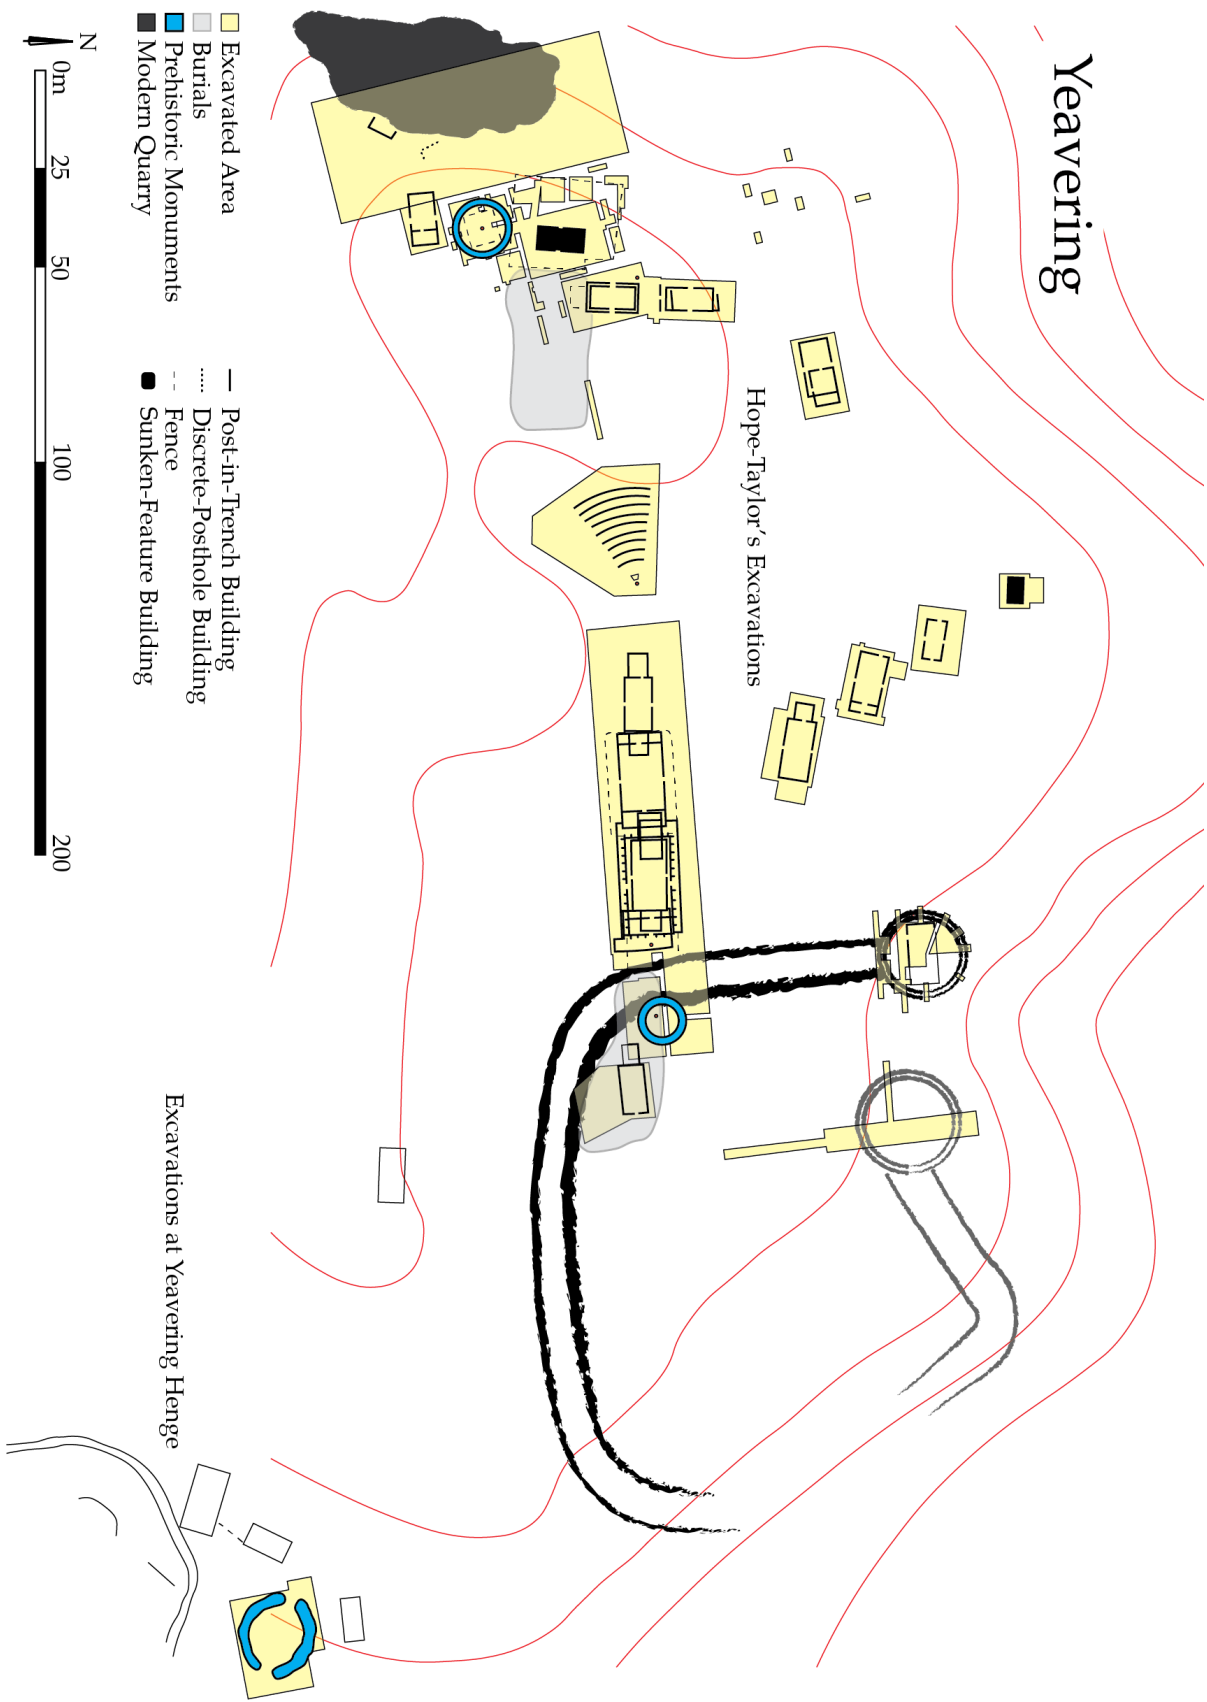 Yeavering
Hope-Taylor's Excavations
Excavations at Yeavering Henge
Excavated Area
Burials
Prehistoric Monuments
Modern Quarry
Post-in-Trench Building
Discrete-Posthole Building
Fence
Sunken-Feature Building
N
0m 25 50 100 200